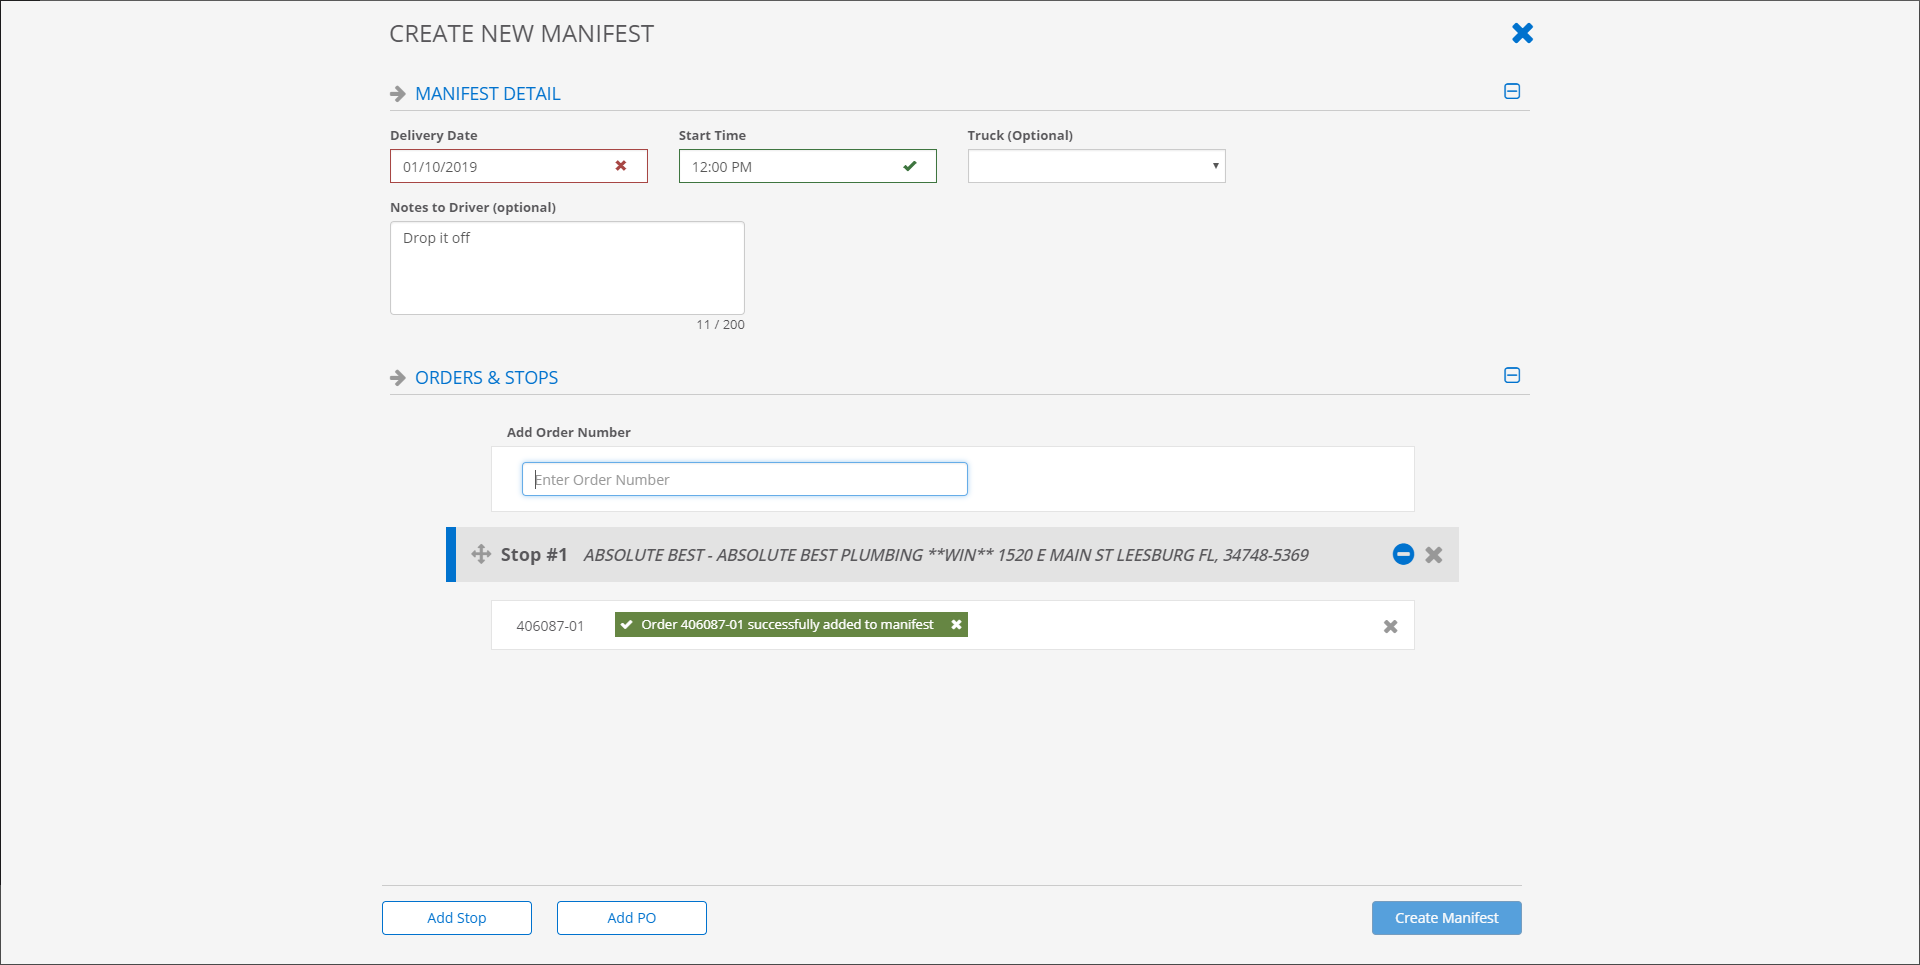 CREATE NEW MANIFEST
MANIFEST DETAIL
Delivery Date
Start Time
Truck (Optional)
01/10/2019
12:00 PM
Notes to Driver (optional)
Drop it off
11 / 200
ORDERS & STOPS
Add Order Number
Enter Order Number
Stop #1 ABSOLUTE BEST - ABSOLUTE BEST PLUMBING **WIN** 1520 E MAIN ST LEESBURG FL, 34748-5369
406087-01 Order 406087-01 successfully added to manifest
Add Stop
Add PO
Create Manifest